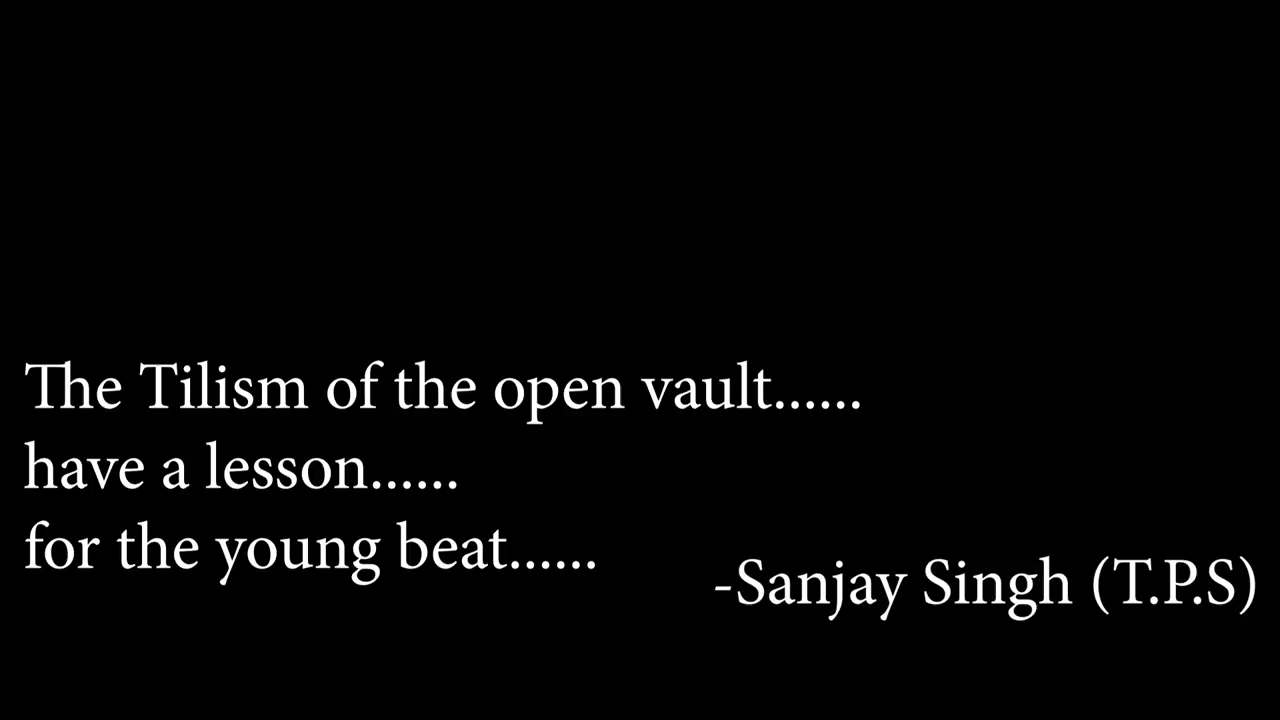 The Tilism of the open vault......
have a lesson......
for the young beat......
-Sanjay Singh (T.P.S)